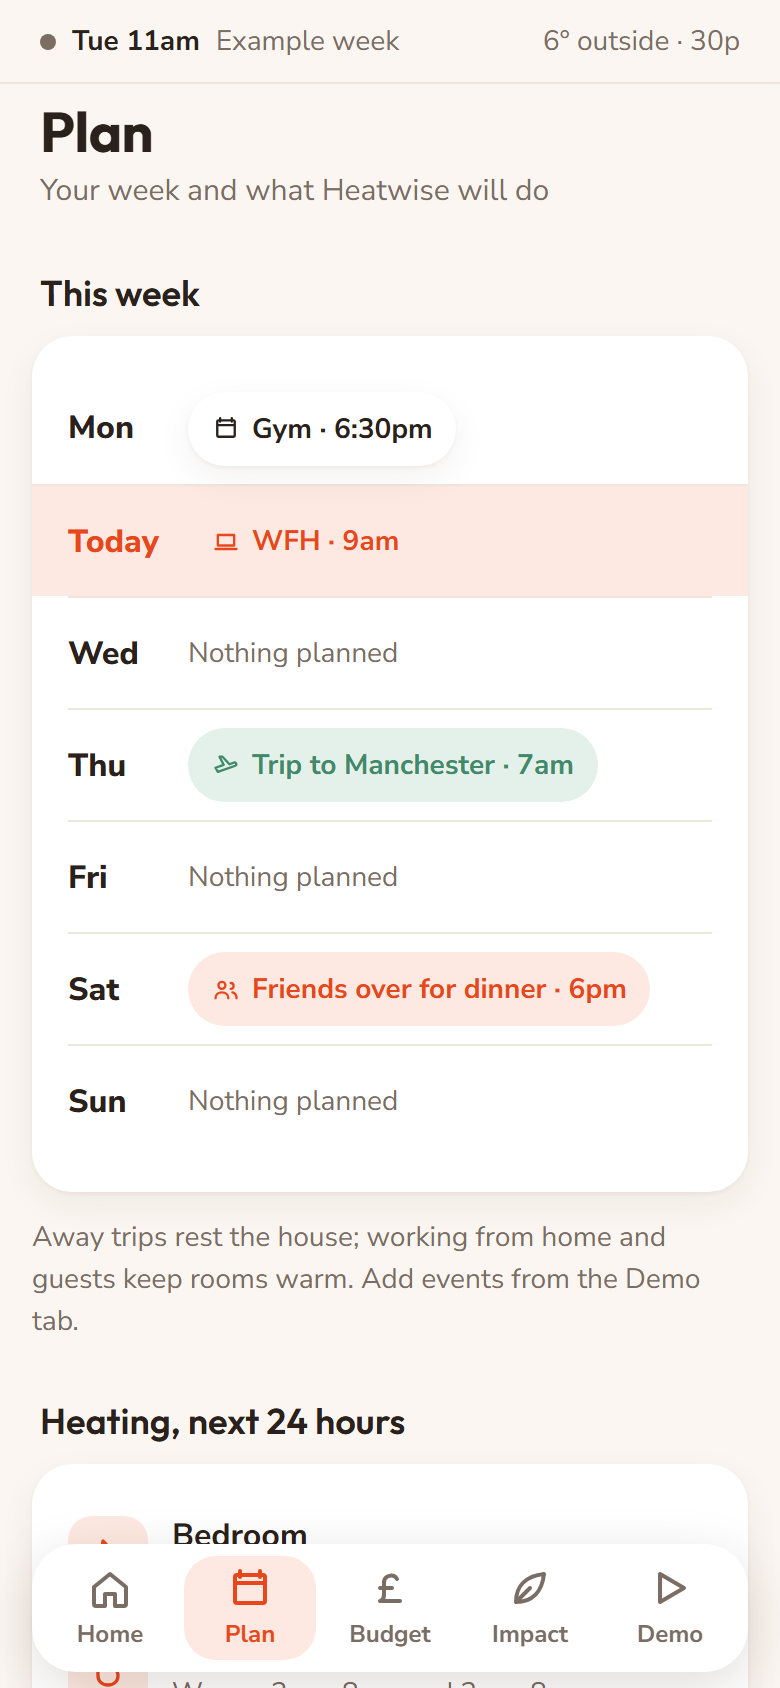 Tue 11am Example week 6° outside · 30p
Plan
Your week and what Heatwise will do
This week
Mon Gym · 6:30pm
Today WFH · 9am
Wed Nothing planned
Thu Trip to Manchester · 7am
Fri Nothing planned
Sat Friends over for dinner · 6pm
Sun Nothing planned
Away trips rest the house; working from home and
guests keep rooms warm. Add events from the Demo
tab.
Heating, next 24 hours
Bedroom
Home Plan Budget Impact Demo